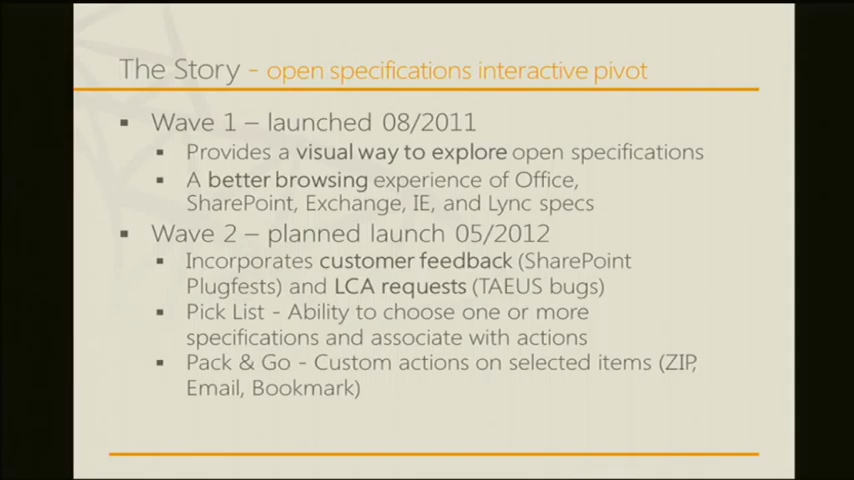 The Story - open specifications interactive pivot
▪ Wave 1 – launched 08/2011
▪ Provides a visual way to explore open specifications
▪ A better browsing experience of Office,
SharePoint, Exchange, IE, and Lync specs
▪ Wave 2 – planned launch 05/2012
▪ Incorporates customer feedback (SharePoint
Plugfests) and LCA requests (TAEUS bugs)
▪ Pick List - Ability to choose one or more
specifications and associate with actions
▪ Pack & Go - Custom actions on selected items (ZIP,
Email, Bookmark)